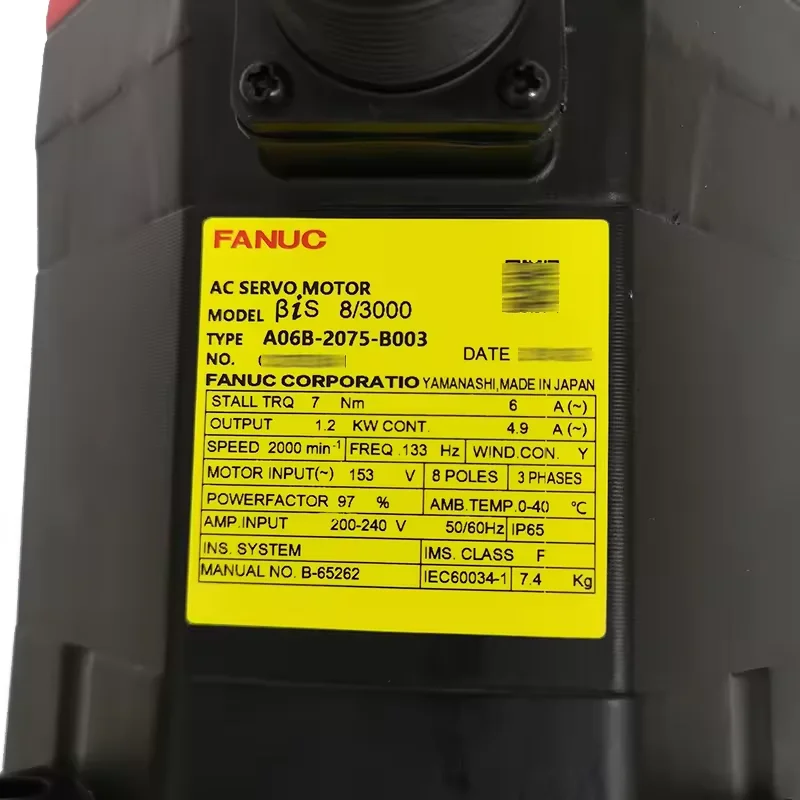 FANUC
AC SERVO MOTOR
MODEL βiS 8/3000
TYPE A06B-2075-B003
NO.
DATE
FANUC CORPORATIO YAMANASHI,MADE IN JAPAN
STALL TRQ 7 Nm 6 A(~)
OUTPUT 1.2 KW CONT. 4.9 A(~)
SPEED 2000 min-1 FREQ .133 Hz WIND.CON. Y
MOTOR INPUT(~) 153 V 8 POLES 3 PHASES
POWERFACTOR 97 % AMB.TEMP.0-40 ℃
AMP.INPUT 200-240 V 50/60Hz IP65
INS. SYSTEM IMS. CLASS F
MANUAL NO. B-65262 IEC60034-1 7.4 Kg